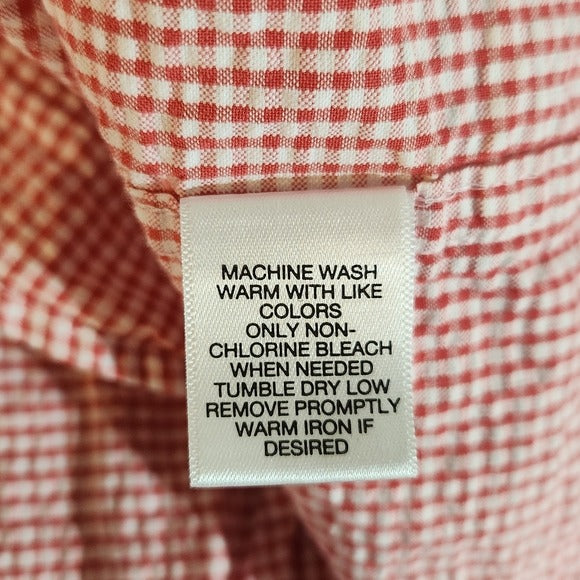 MACHINE WASH
WARM WITH LIKE
COLORS
ONLY NON-
CHLORINE BLEACH
WHEN NEEDED
TUMBLE DRY LOW
REMOVE PROMPTLY
WARM IRON IF
DESIRED